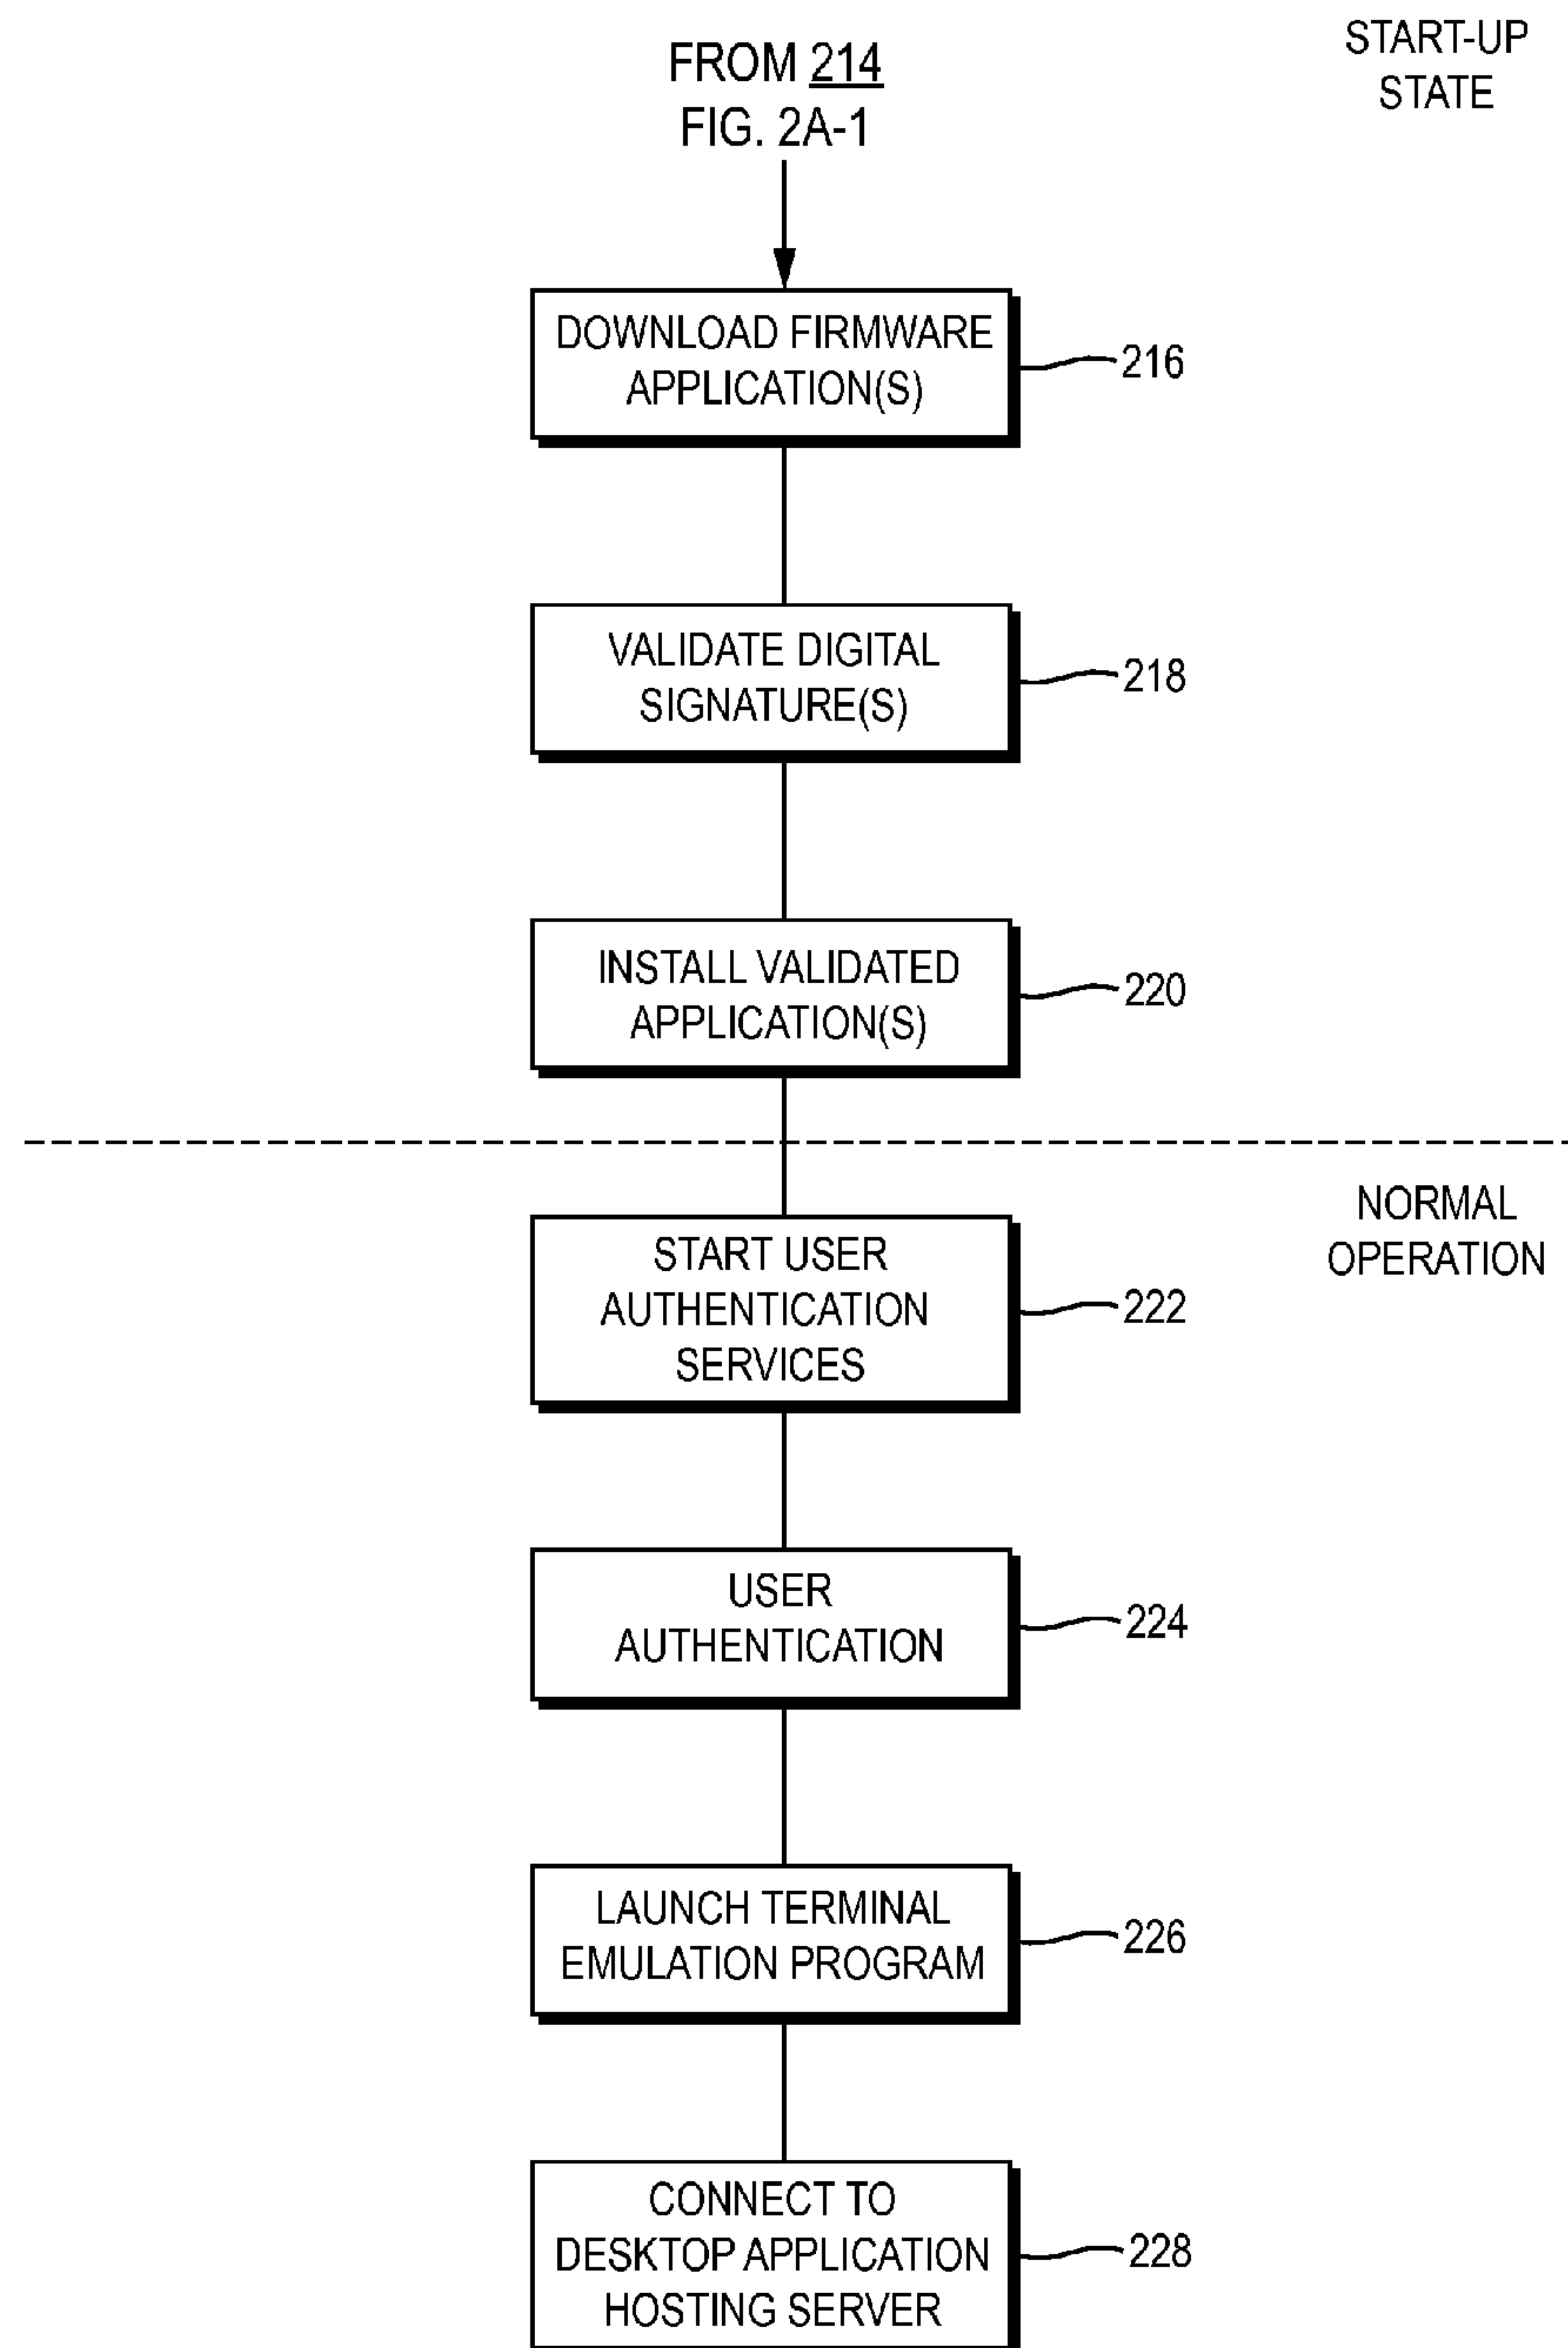 START-UP
STATE
FROM 214
FIG. 2A-1
DOWNLOAD FIRMWARE
APPLICATION(S)
216
VALIDATE DIGITAL
SIGNATURE(S)
218
INSTALL VALIDATED
APPLICATION(S)
220
NORMAL
OPERATION
START USER
AUTHENTICATION
SERVICES
222
USER
AUTHENTICATION
224
LAUNCH TERMINAL
EMULATION PROGRAM
226
CONNECT TO
DESKTOP APPLICATION
HOSTING SERVER
228